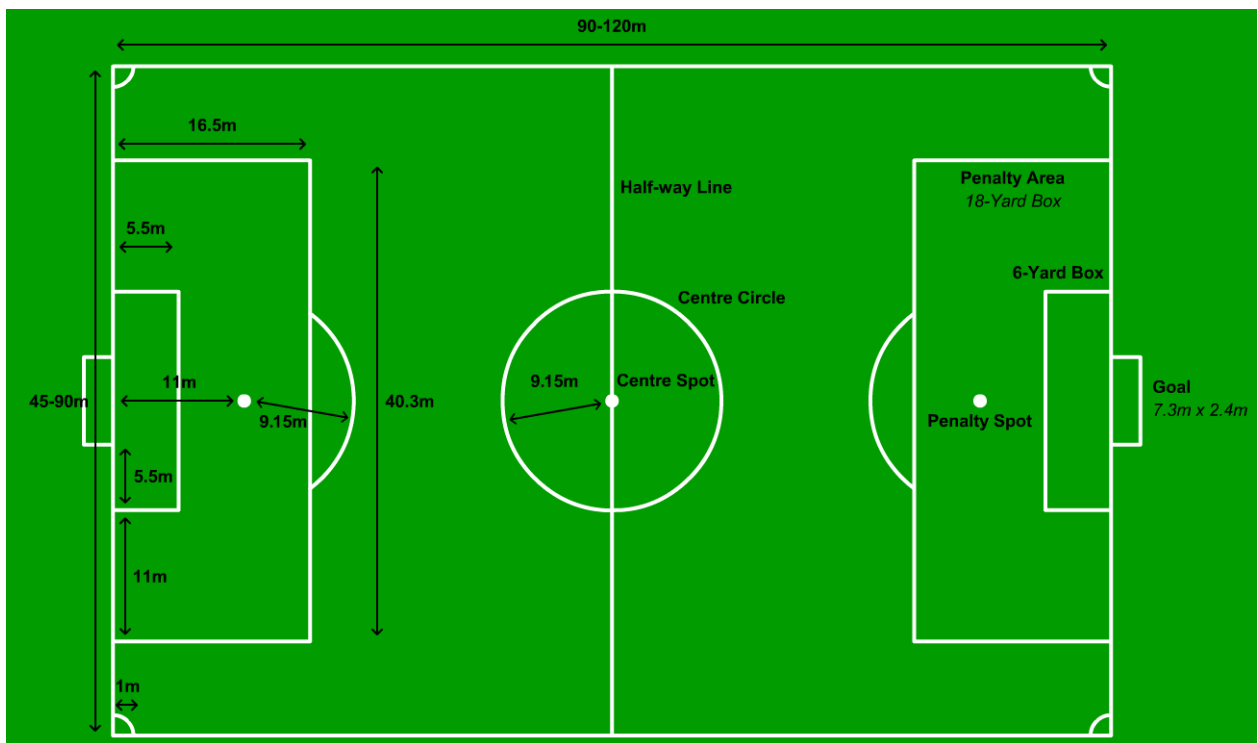 90-120m
16.5m
Half-way Line
Penalty Area
18-Yard Box
5.5m
6-Yard Box
Centre Circle
11m
9.15m
Centre Spot
Goal
7.3m x 2.4m
45-90m
40.3m
9.15m
Penalty Spot
5.5m
11m
1m